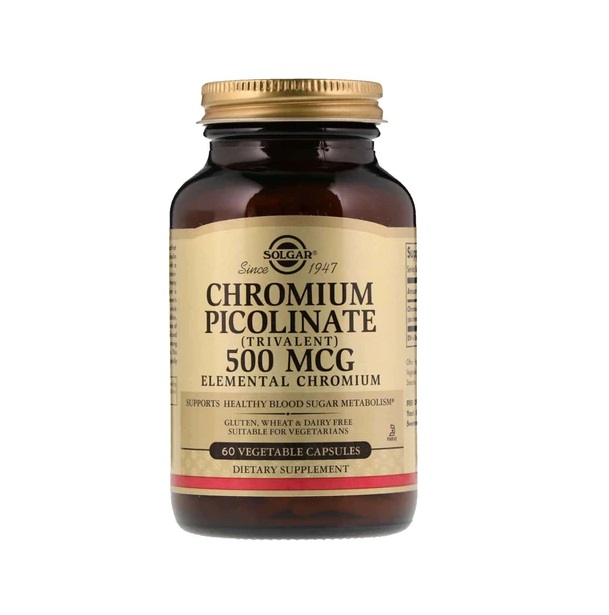 SOLGAR®
Since 1947
CHROMIUM
PICOLINATE
(TRIVALENT)
500 MCG
ELEMENTAL CHROMIUM
SUPPORTS HEALTHY BLOOD SUGAR METABOLISM*
GLUTEN, WHEAT & DAIRY FREE
SUITABLE FOR VEGETARIANS
60 VEGETABLE CAPSULES
DIETARY SUPPLEMENT